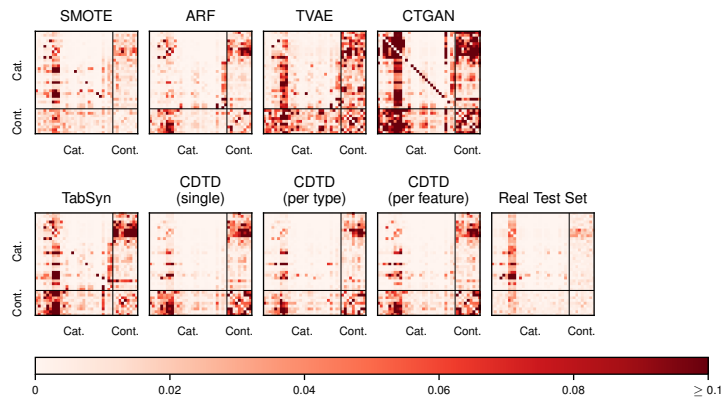 SMOTE ARF TVAE CTGAN
Cat.
Cont.
Cat. Cont. Cat. Cont. Cat. Cont. Cat. Cont.
TabSyn CDTD (single) CDTD (per type) CDTD (per feature) Real Test Set
Cat.
Cont.
Cat. Cont. Cat. Cont. Cat. Cont. Cat. Cont. Cat. Cont.
0 0.02 0.04 0.06 0.08 ≥ 0.1